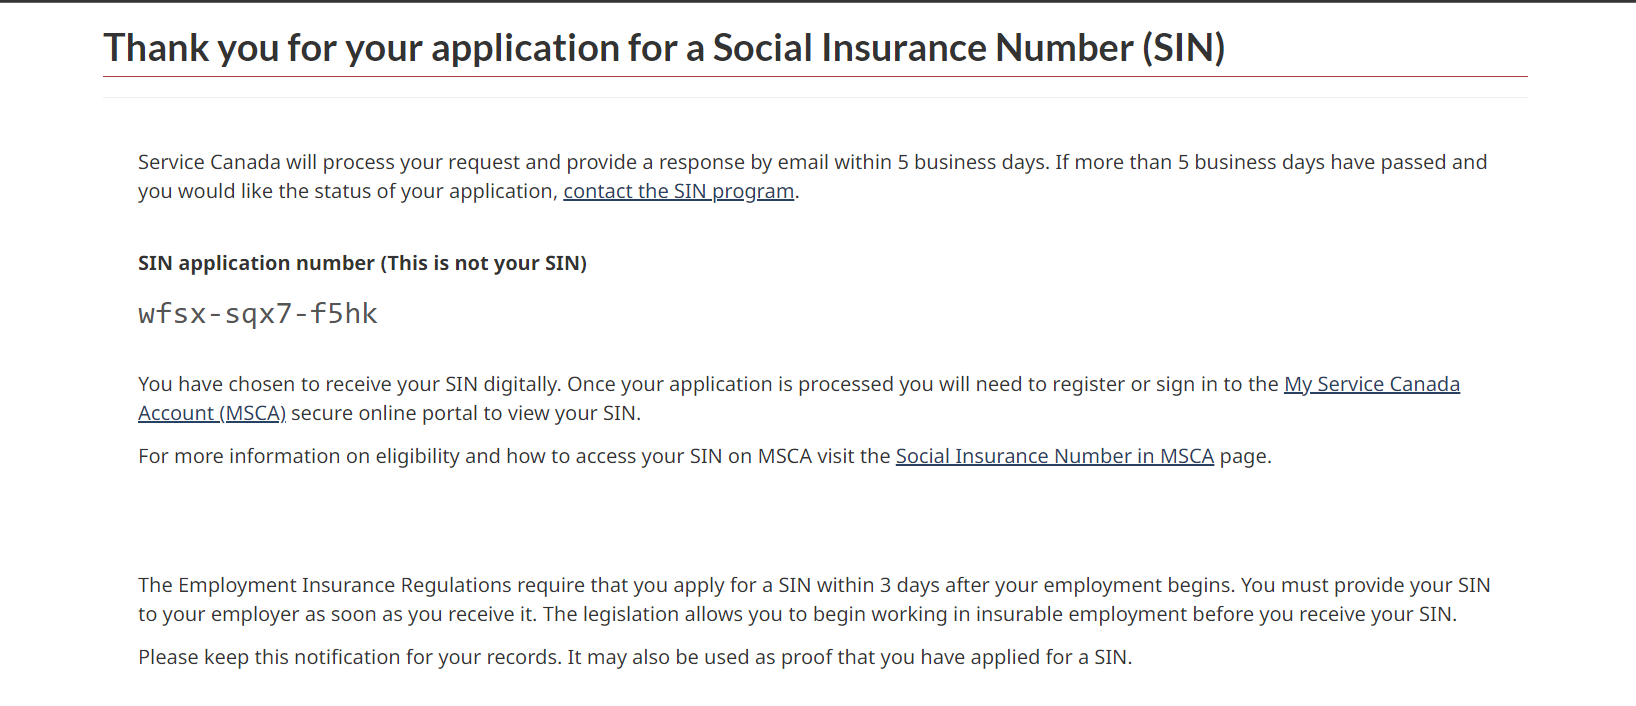 Thank you for your application for a Social Insurance Number (SIN)
Service Canada will process your request and provide a response by email within 5 business days. If more than 5 business days have passed and
you would like the status of your application, contact the SIN program.
SIN application number (This is not your SIN)
wfsx-sqx7-f5hk
You have chosen to receive your SIN digitally. Once your application is processed you will need to register or sign in to the My Service Canada
Account (MSCA) secure online portal to view your SIN.
For more information on eligibility and how to access your SIN on MSCA visit the Social Insurance Number in MSCA page.
The Employment Insurance Regulations require that you apply for a SIN within 3 days after your employment begins. You must provide your SIN
to your employer as soon as you receive it. The legislation allows you to begin working in insurable employment before you receive your SIN.
Please keep this notification for your records. It may also be used as proof that you have applied for a SIN.